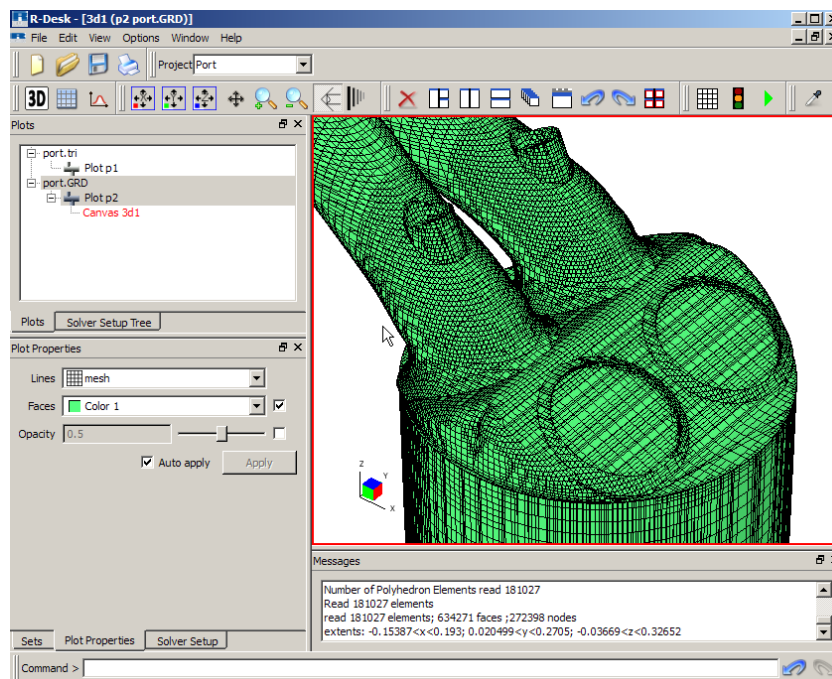 R-Desk - [3d1 (p2 port.GRD)]
File Edit View Options Window Help
Project Port
3D
Plots
port.tri
Plot p1
port.GRD
Plot p2
Canvas 3d1
Plots Solver Setup Tree
Plot Properties
Lines mesh
Faces Color 1
Opacity 0.5
Auto apply Apply
Z
Y
X
Messages
Number of Polyhedron Elements read 181027
Read 181027 elements
read 181027 elements; 634271 faces ;272398 nodes
extents: -0.15387<x<0.193; 0.020499<y<0.2705; -0.03669<z<0.32652
Sets Plot Properties Solver Setup
Command >